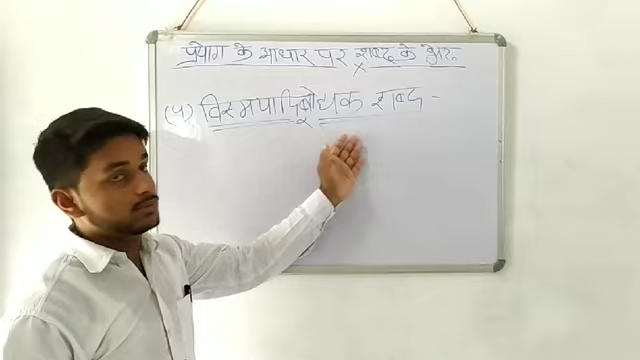 प्रयोग के आधार पर शब्द के भेद
(५) विस्मयादिबोधक शब्द -